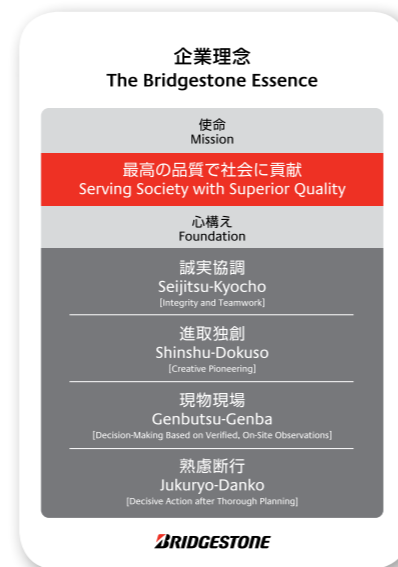 企業理念
The Bridgestone Essence
使命
Mission
最高の品質で社会に貢献
Serving Society with Superior Quality
心構え
Foundation
誠実協調
Seijitsu-Kyocho
[Integrity and Teamwork]
進取独創
Shinshu-Dokuso
[Creative Pioneering]
現物現場
Genbutsu-Genba
[Decision-Making Based on Verified, On-Site Observations]
熟慮断行
Jukuryo-Danko
[Decisive Action after Thorough Planning]
BRIDGESTONE